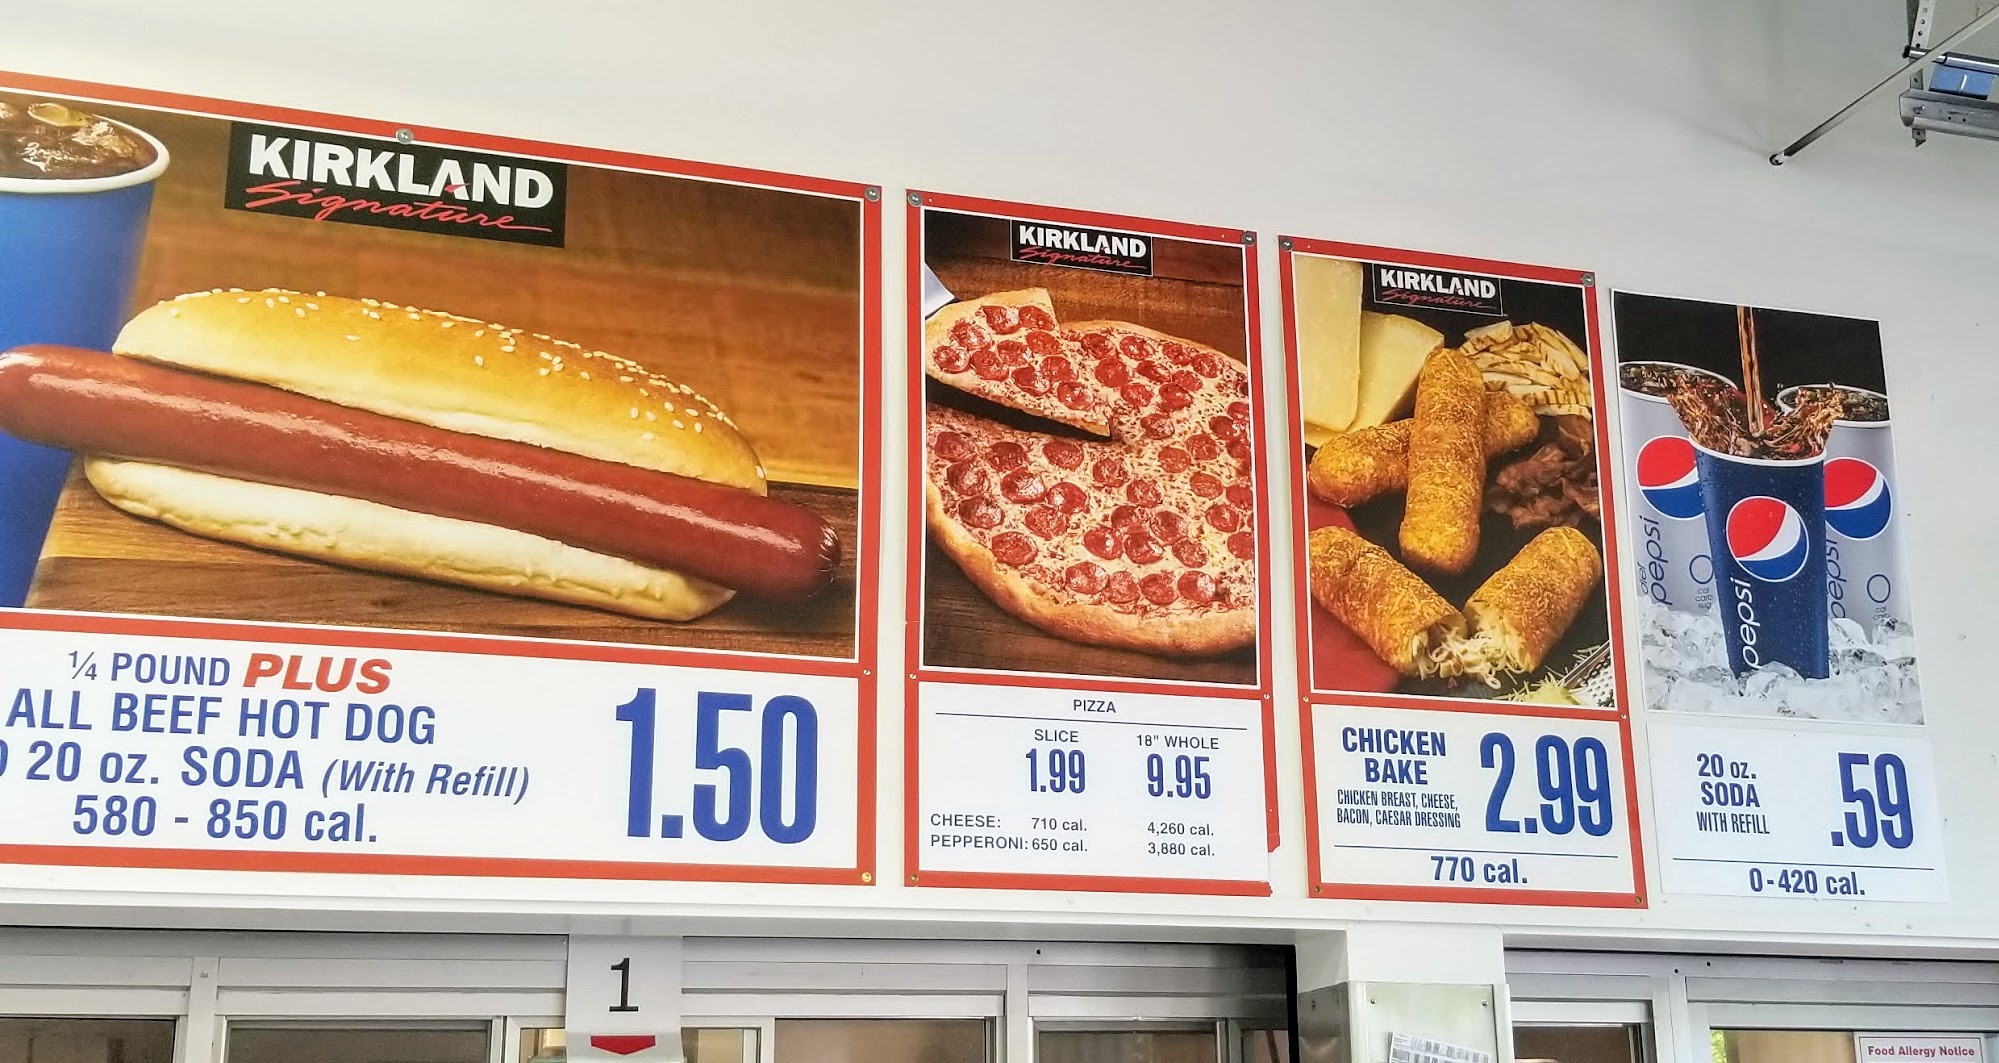 KIRKLAND
Signature
1/4 POUND PLUS
ALL BEEF HOT DOG
20 oz. SODA (With Refill)
580 - 850 cal.
1.50
KIRKLAND
Signature
PIZZA
SLICE 18" WHOLE
1.99 9.95
CHEESE: 710 cal. 4,260 cal.
PEPPERONI: 650 cal. 3,880 cal.
KIRKLAND
Signature
CHICKEN
BAKE
CHICKEN BREAST, CHEESE,
BACON, CAESAR DRESSING
2.99
770 cal.
diet
pepsi
pepsi
pepsi
20 oz.
SODA
WITH REFILL
.59
0-420 cal.
1
Food Allergy Notice